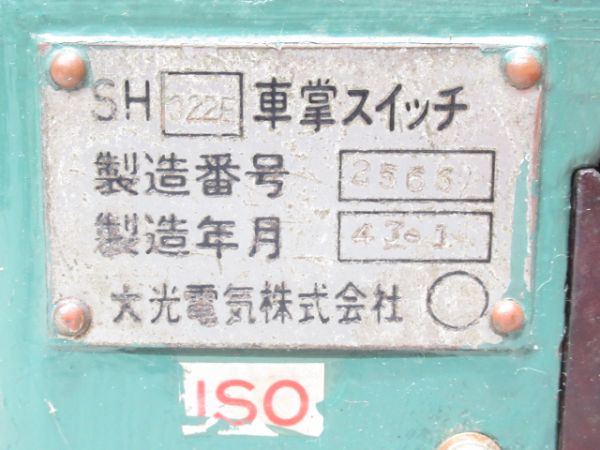 SH 322E 車掌スイッチ
製造番号
製造年月
大光電気株式会社
ISO